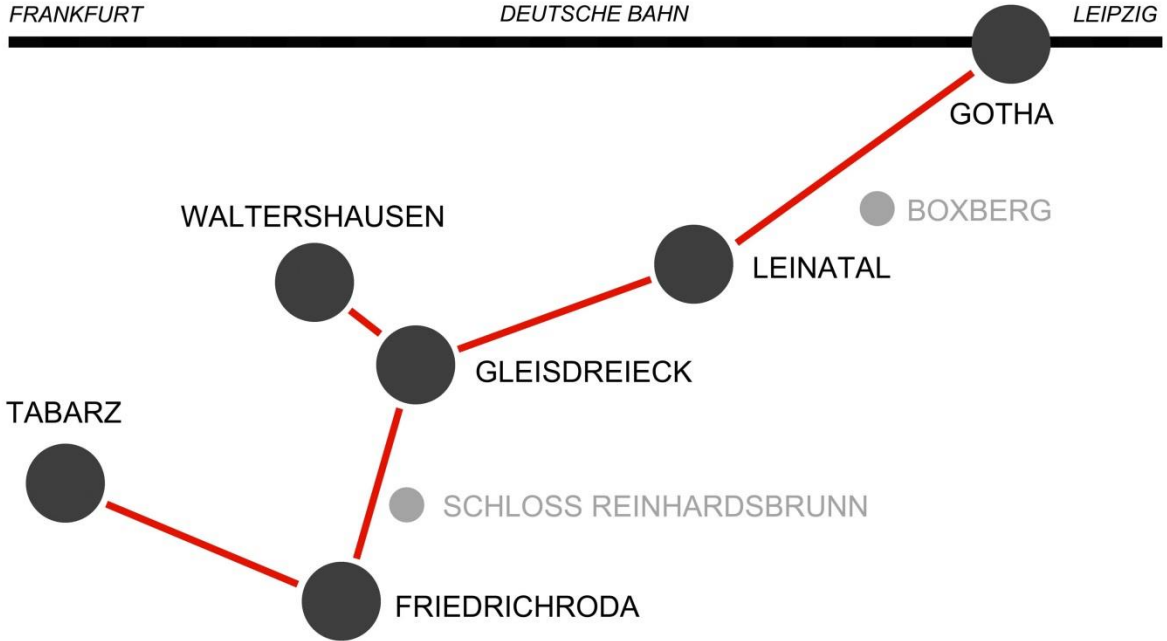 FRANKFURT
DEUTSCHE BAHN
LEIPZIG
GOTHA
WALTERSHAUSEN
BOXBERG
LEINATAL
GLEISDREIECK
TABARZ
SCHLOSS REINHARDSBRUNN
FRIEDRICHRODA